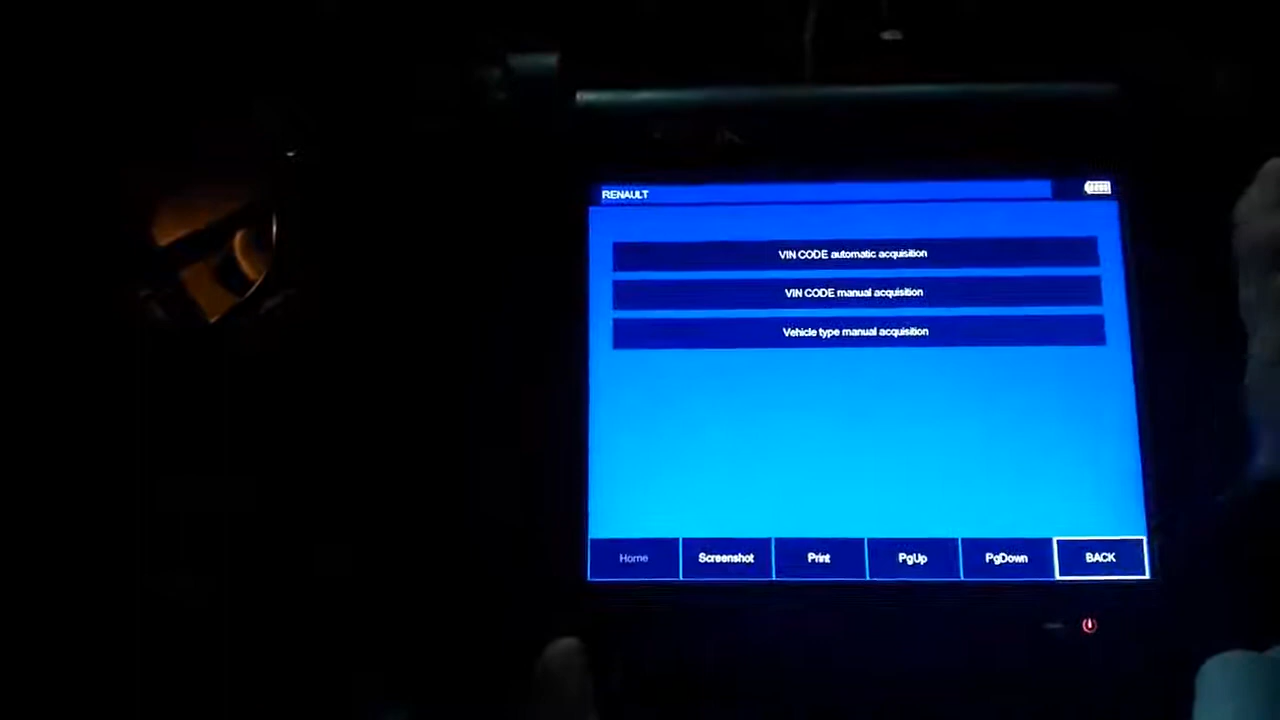 RENAULT
VIN CODE automatic acquisition
VIN CODE manual acquisition
Vehicle type manual acquisition
Home
Screenshot
Print
PgUp
PgDown
BACK